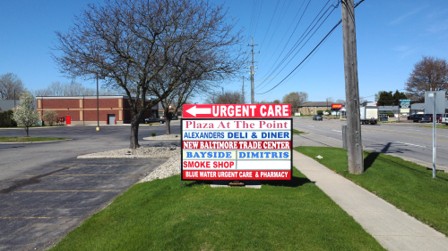 URGENT CARE
Plaza At The Point
ALEXANDERS DELI & DINER
NEW BALTIMORE TRADE CENTER
BAYSIDE DIMITRIS
SMOKE SHOP
BLUE WATER URGENT CARE & PHARMACY